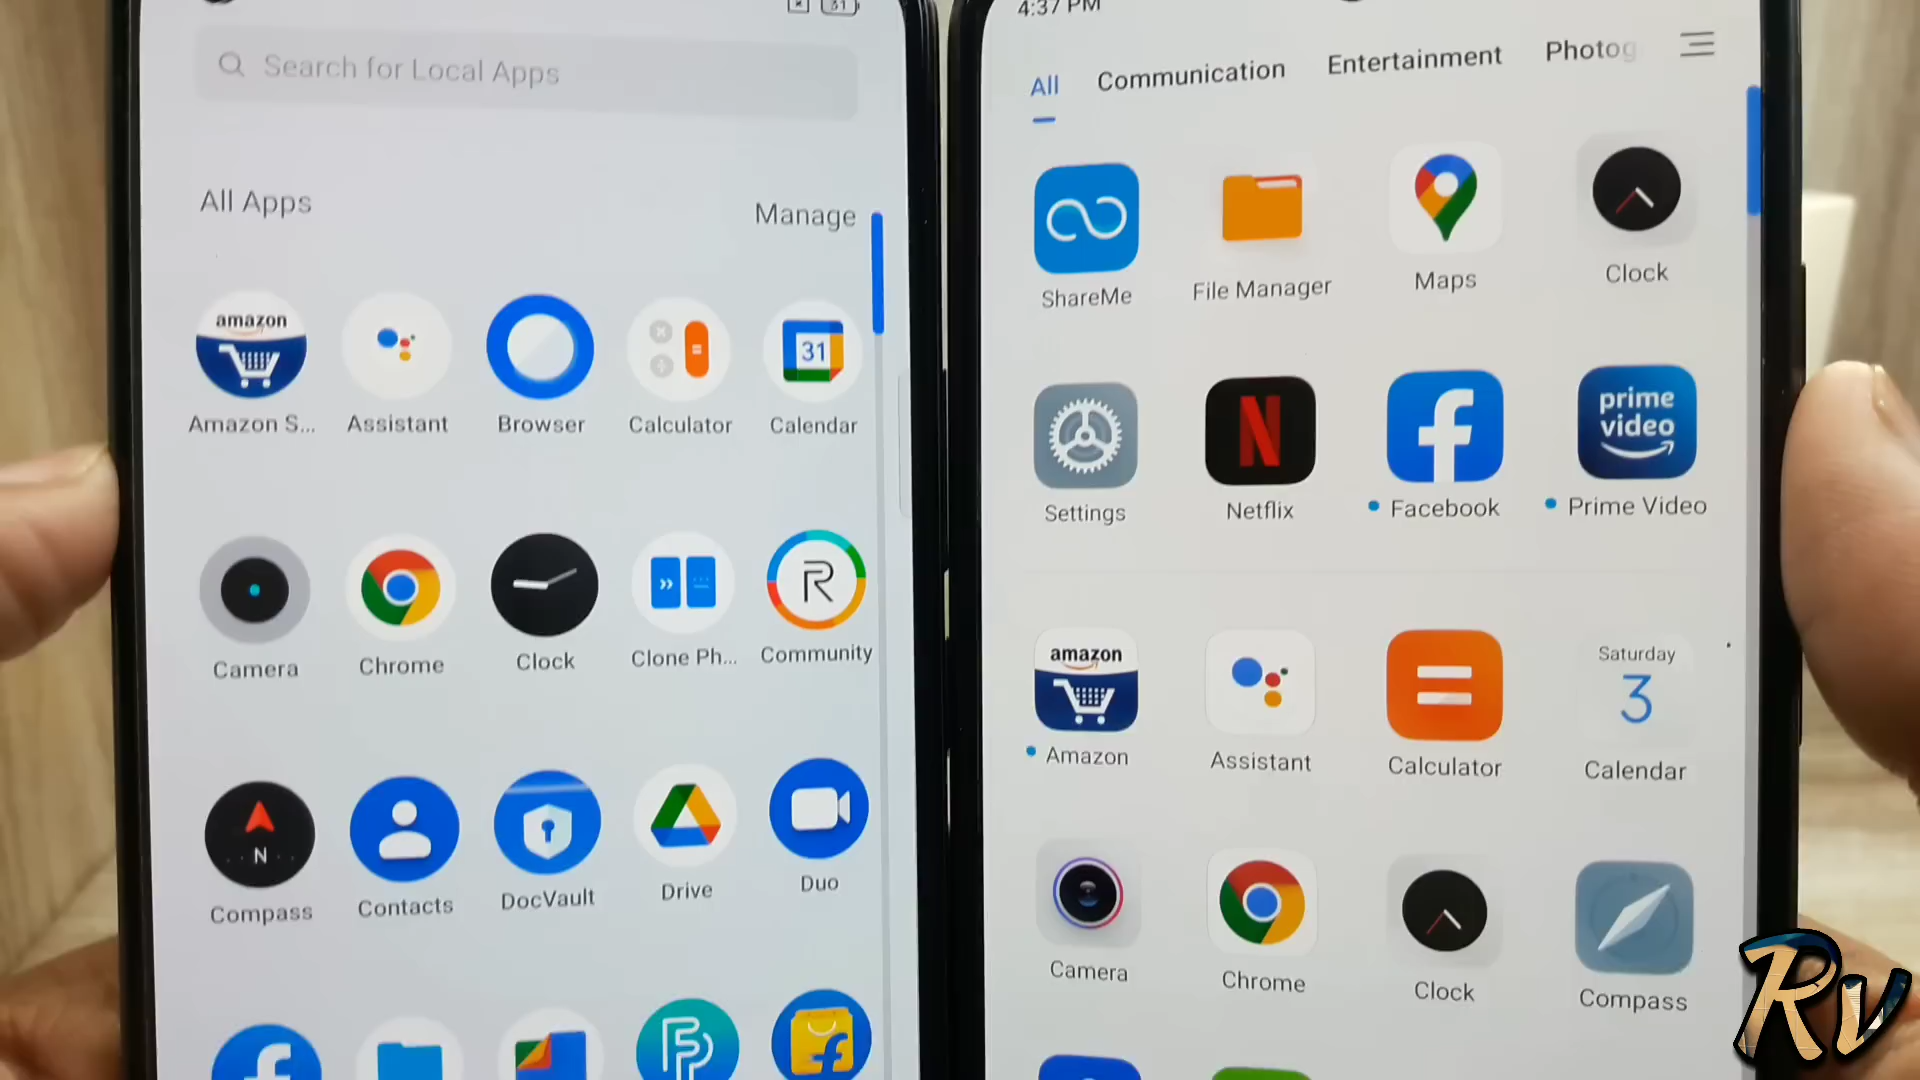 31
Search for Local Apps
All Apps
Manage
amazon
31
Amazon S...
Assistant
Browser
Calculator
Calendar
R
Camera
Chrome
Clock
Clone Ph...
Community
N
Compass
Contacts
DocVault
Drive
Duo
4:37 PM
All
Communication
Entertainment
Photog
ShareMe
File Manager
Maps
Clock
N
prime
video
Settings
Netflix
Facebook
Prime Video
amazon
Saturday
3
Amazon
Assistant
Calculator
Calendar
Camera
Chrome
Clock
Compass
Rv